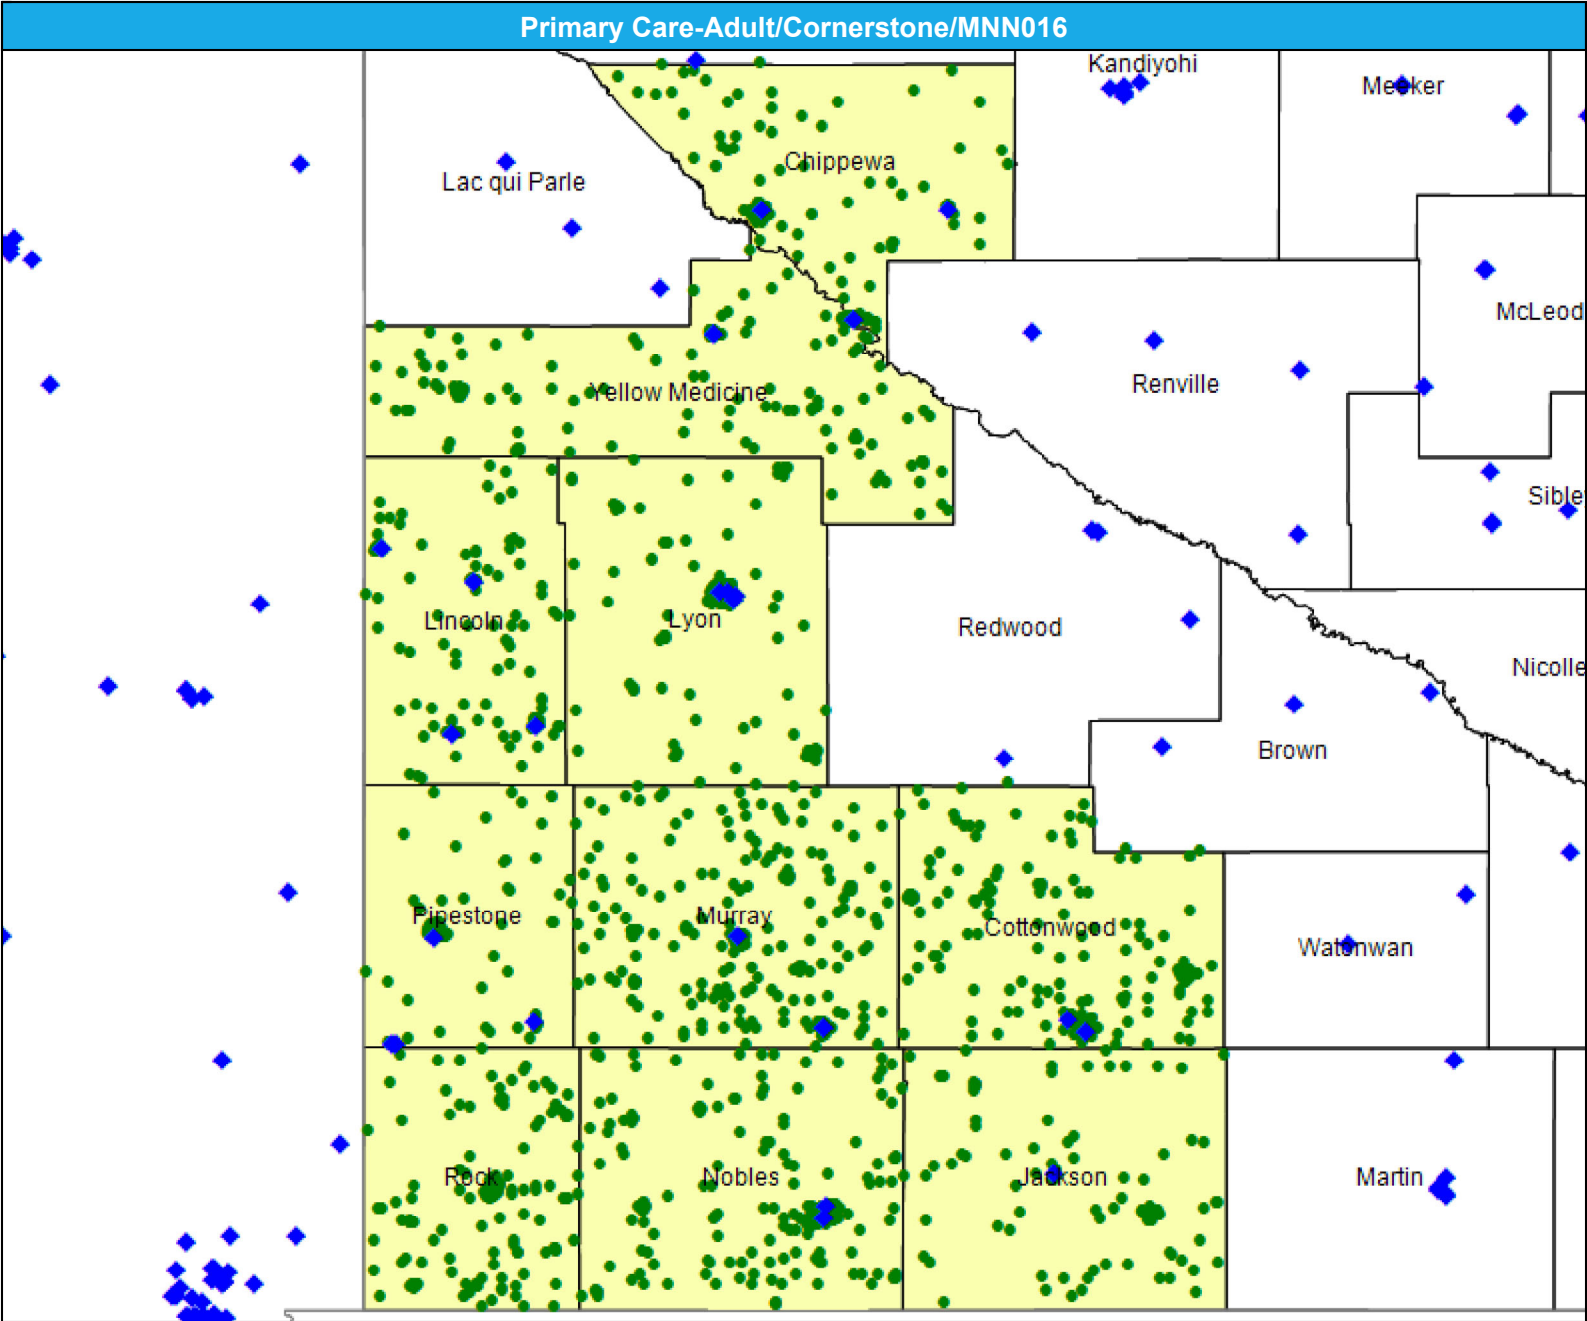 Primary Care-Adult/Cornerstone/MNN016
Kandiyohi
Meeker
Chippewa
Lac qui Parle
McLeod
Renville
Yellow Medicine
Sible
Lincoln
Lyon
Redwood
Nicolle
Brown
Pipestone
Murray
Cottonwood
Watonwan
Rock
Nobles
Jackson
Martin